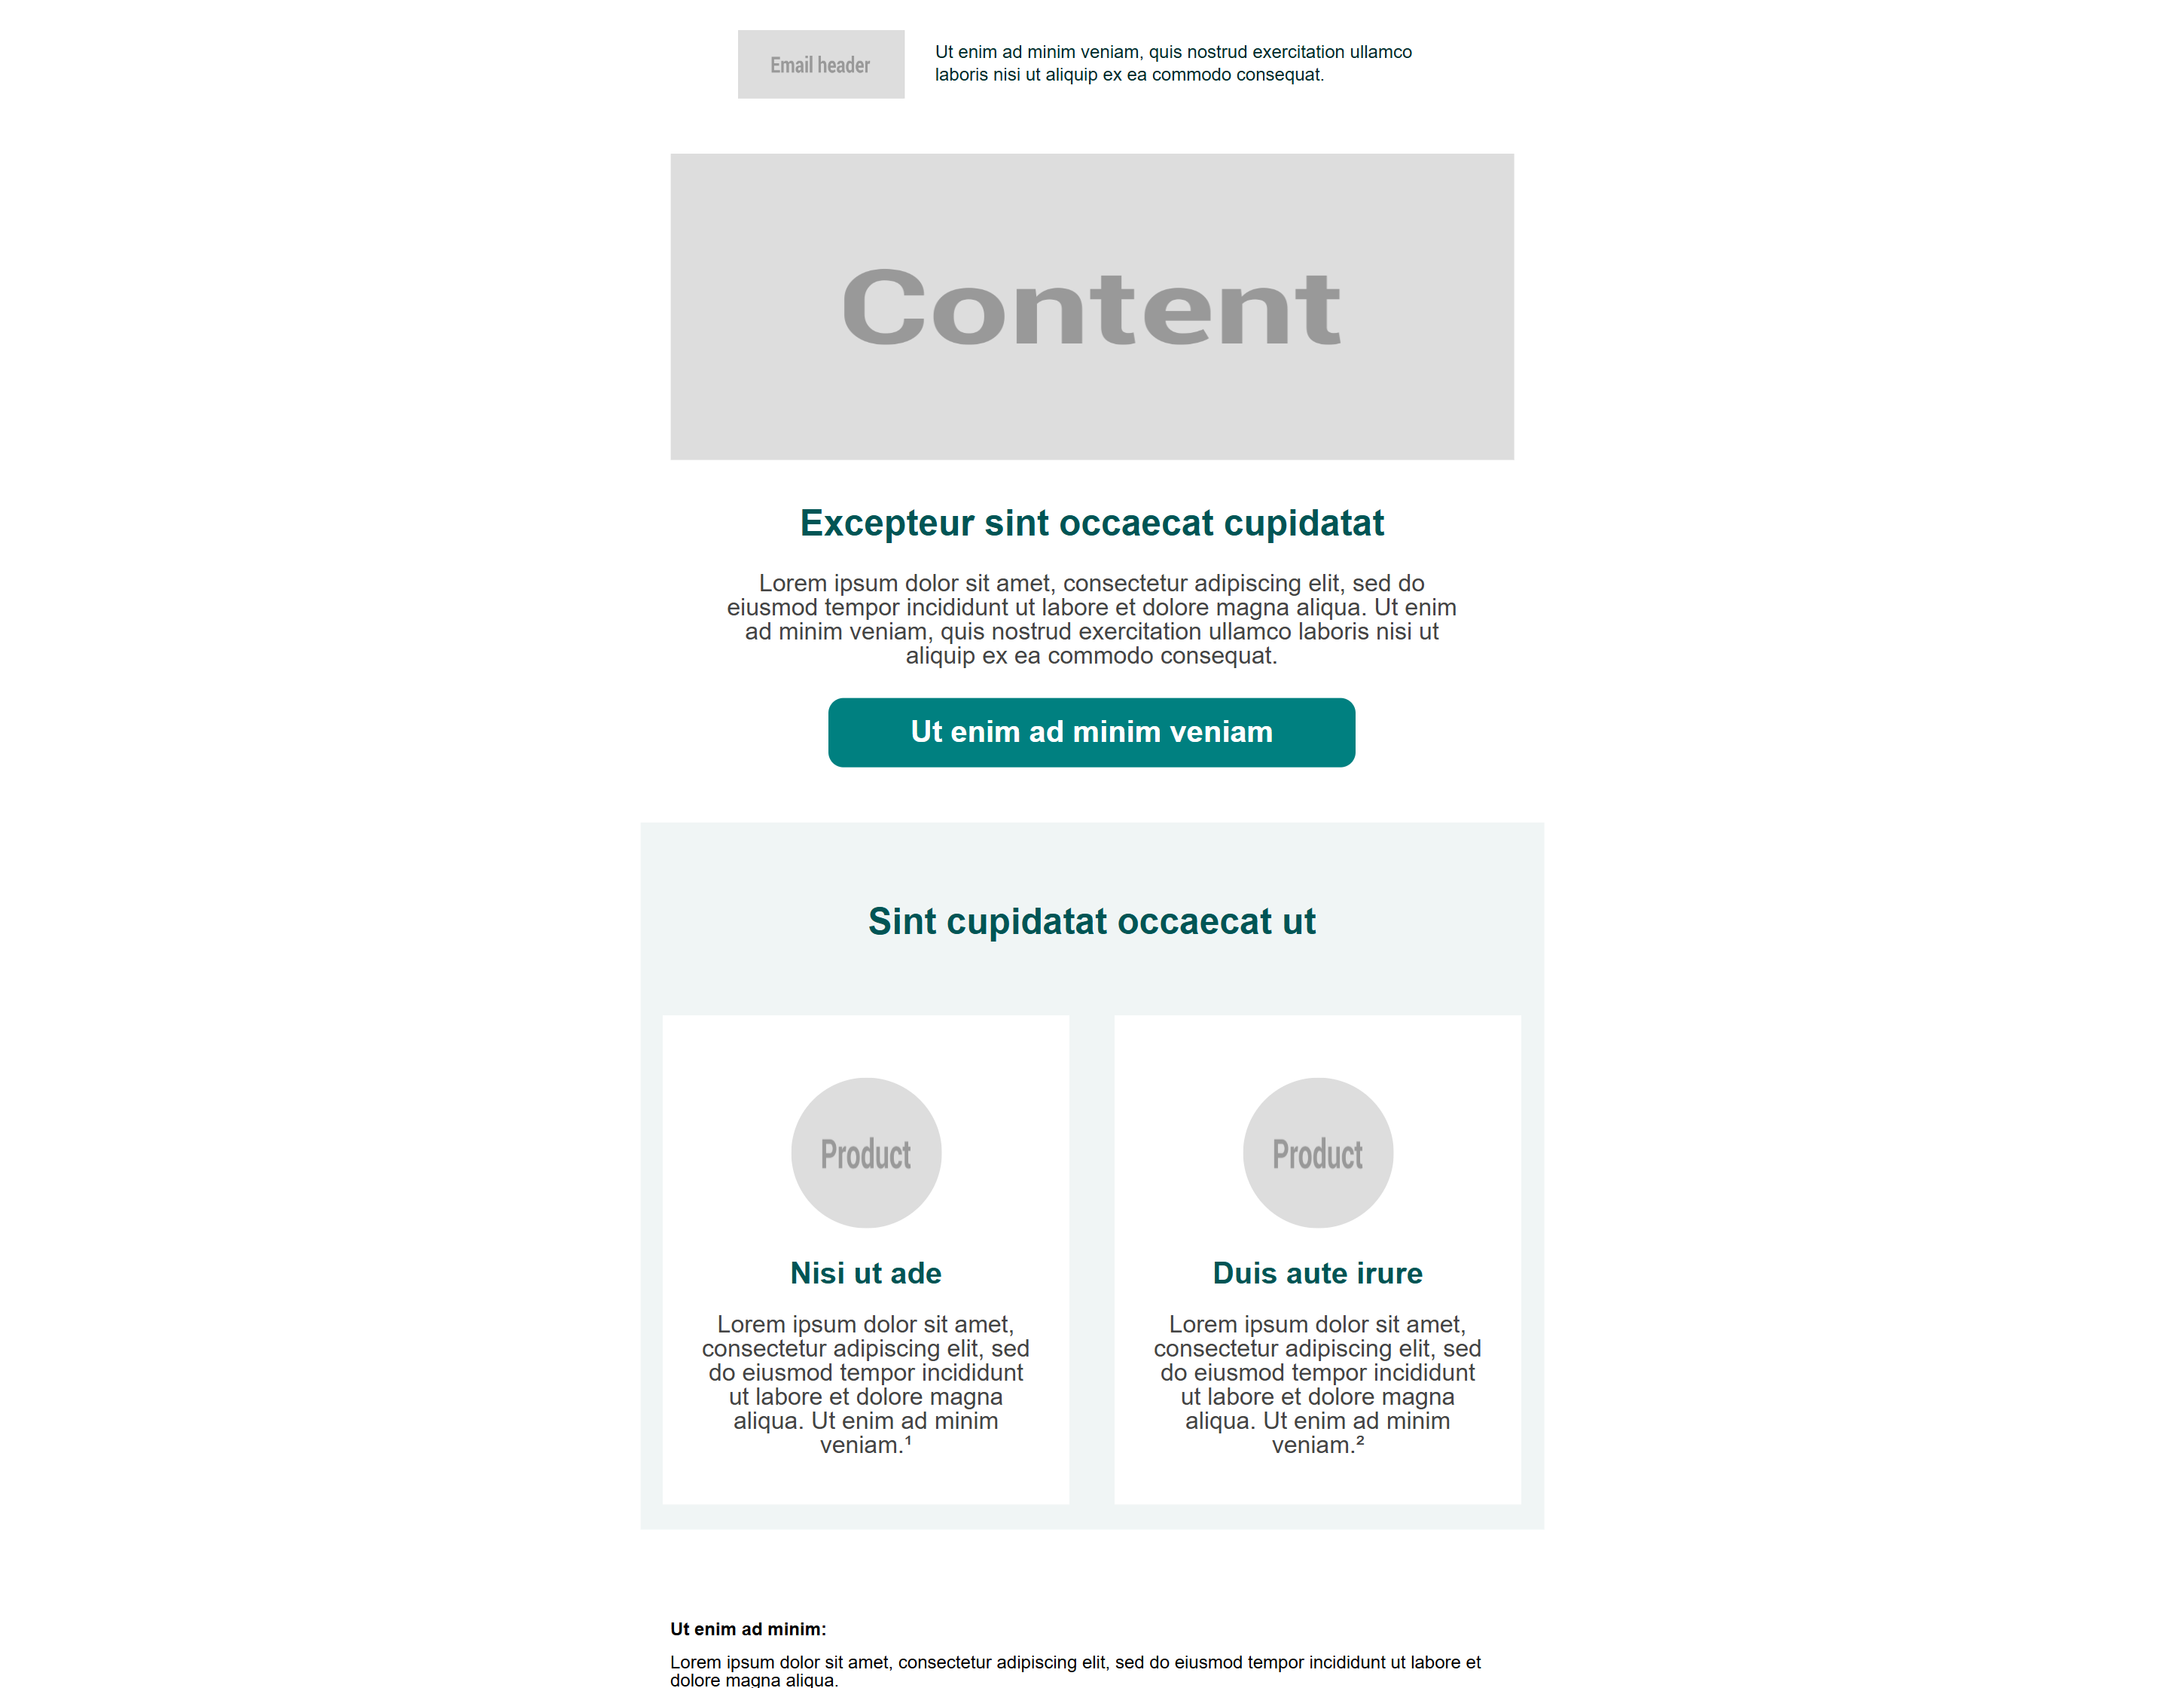 Email header
Ut enim ad minim veniam, quis nostrud exercitation ullamco
laboris nisi ut aliquip ex ea commodo consequat.
Content
Excepteur sint occaecat cupidatat
Lorem ipsum dolor sit amet, consectetur adipiscing elit, sed do
eiusmod tempor incididunt ut labore et dolore magna aliqua. Ut enim
ad minim veniam, quis nostrud exercitation ullamco laboris nisi ut
aliquip ex ea commodo consequat.
Ut enim ad minim veniam
Sint cupidatat occaecat ut
Product
Nisi ut ade
Lorem ipsum dolor sit amet,
consectetur adipiscing elit, sed
do eiusmod tempor incididunt
ut labore et dolore magna
aliqua. Ut enim ad minim
veniam.¹
Product
Duis aute irure
Lorem ipsum dolor sit amet,
consectetur adipiscing elit, sed
do eiusmod tempor incididunt
ut labore et dolore magna
aliqua. Ut enim ad minim
veniam.²
Ut enim ad minim:
Lorem ipsum dolor sit amet, consectetur adipiscing elit, sed do eiusmod tempor incididunt ut labore et
dolore magna aliqua.